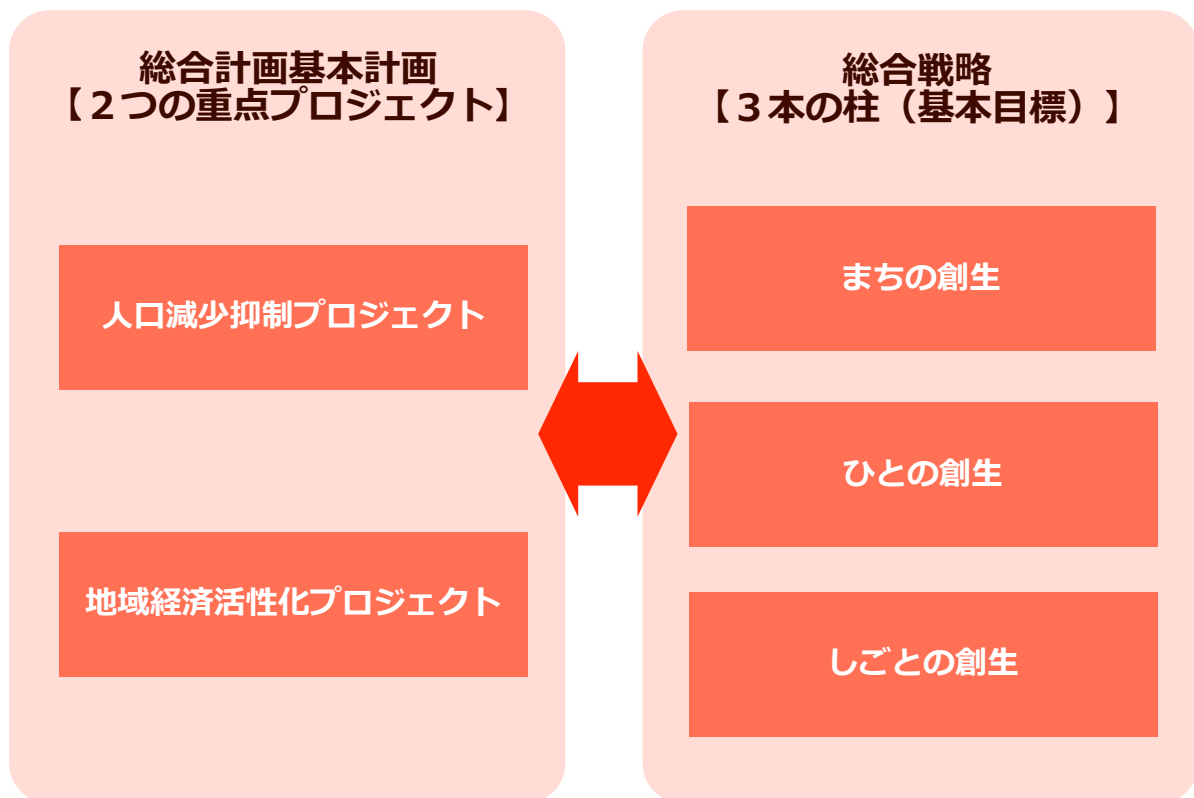 総合計画基本計画
【２つの重点プロジェクト】
人口減少抑制プロジェクト
地域経済活性化プロジェクト
総合戦略
【３本の柱（基本目標）】
まちの創生
ひとの創生
しごとの創生